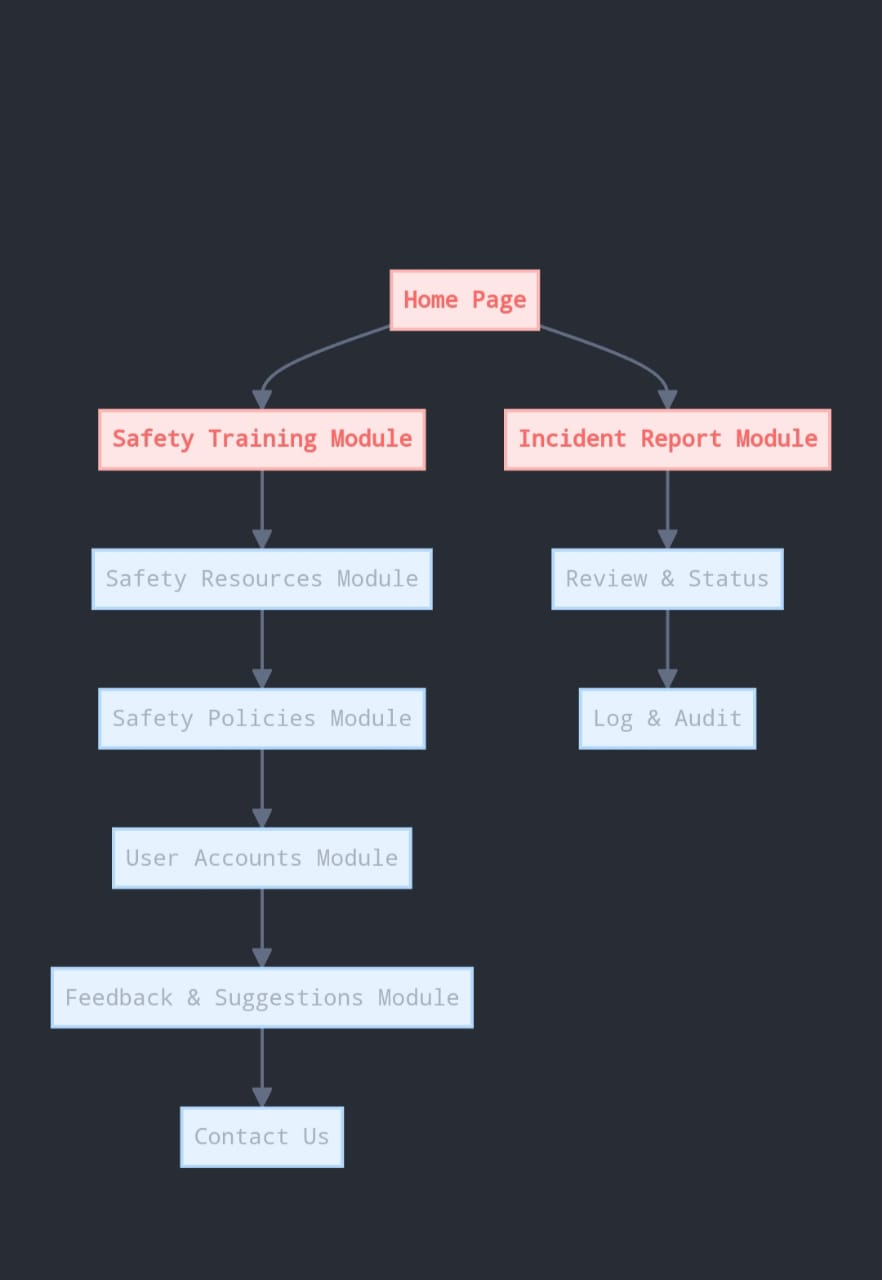 Home Page
Safety Training Module
Incident Report Module
Safety Resources Module
Review & Status
Safety Policies Module
Log & Audit
User Accounts Module
Feedback & Suggestions Module
Contact Us